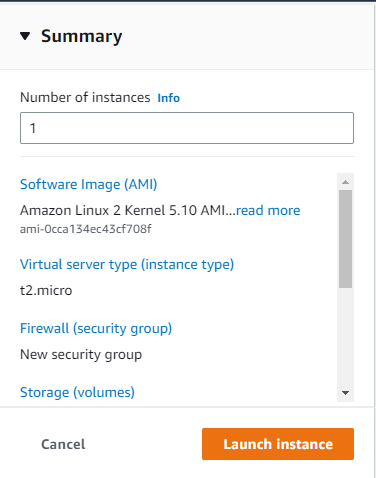 Summary
Number of instances Info
1
Software Image (AMI)
Amazon Linux 2 Kernel 5.10 AMI...read more
ami-0cca134ec43cf708f
Virtual server type (instance type)
t2.micro
Firewall (security group)
New security group
Storage (volumes)
Cancel Launch instance